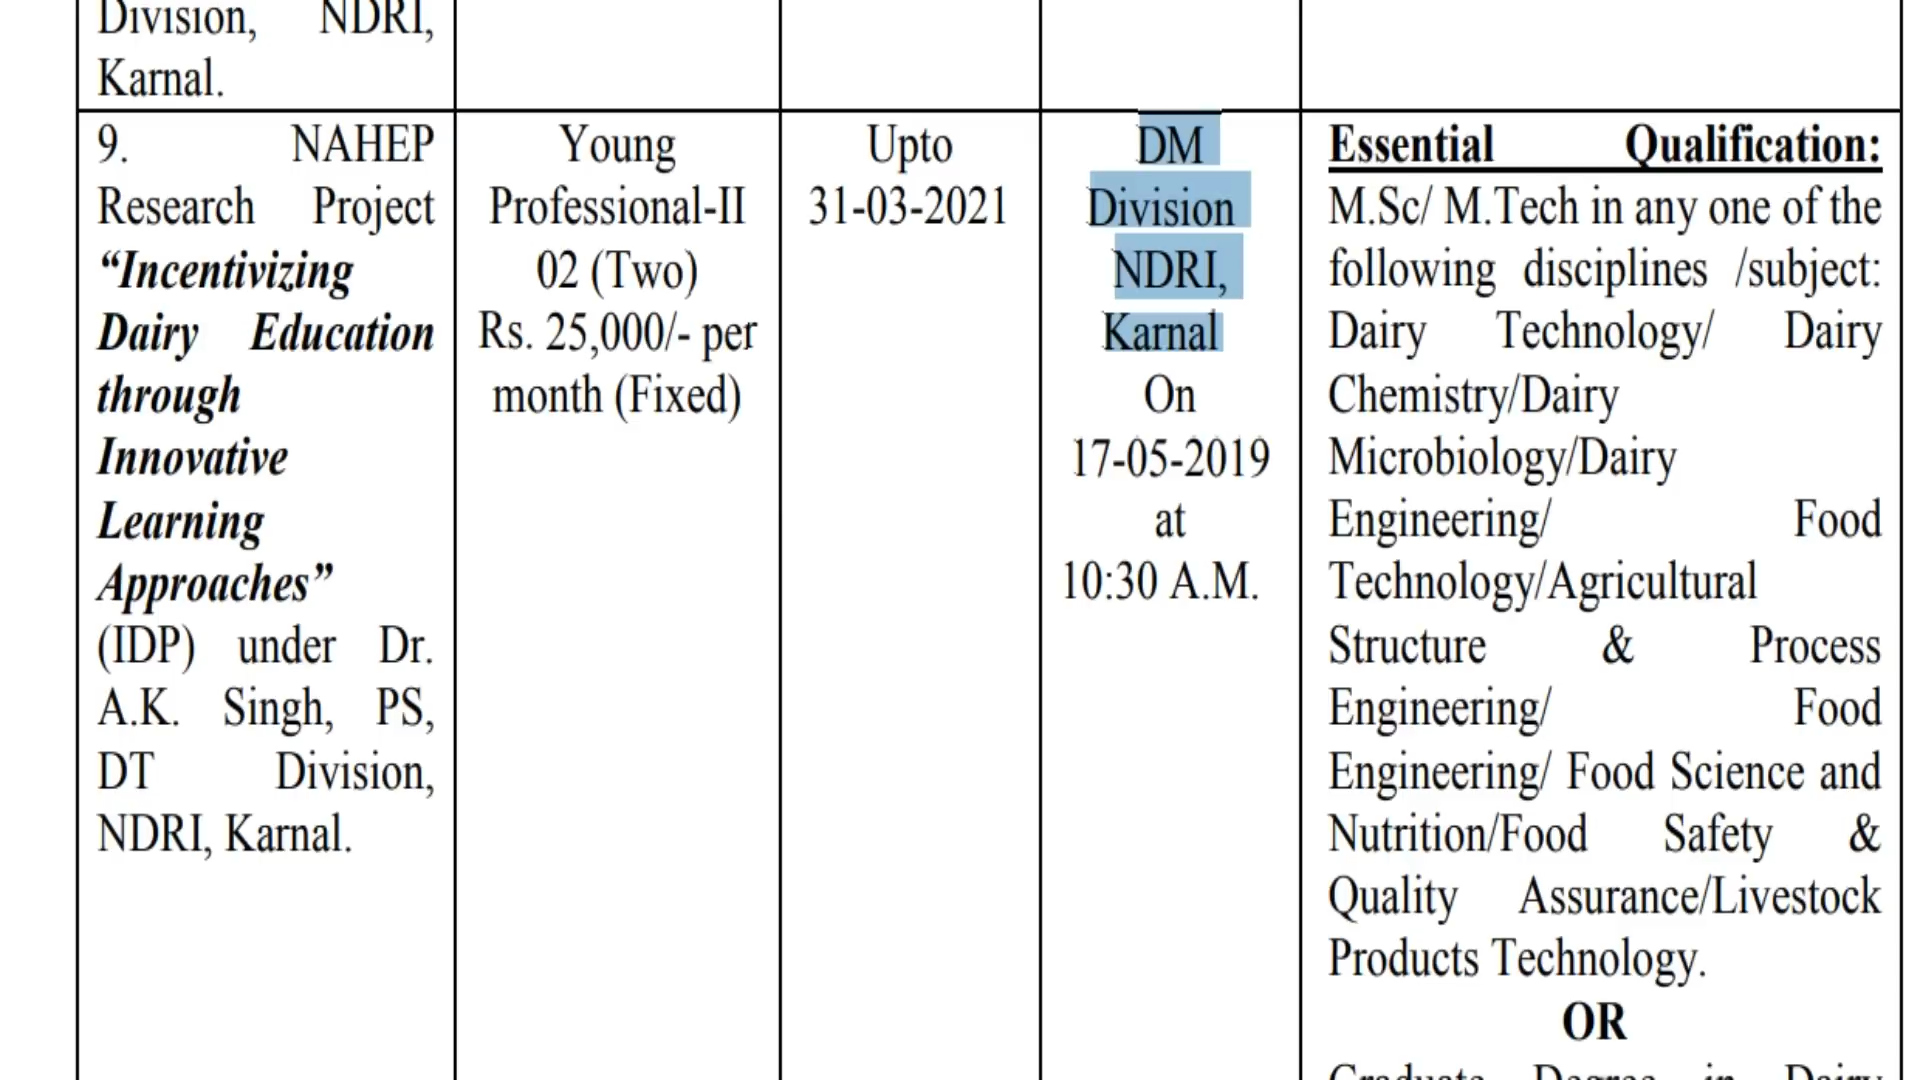 Division, NDRI,
Karnal.
9. NAHEP
Research Project
“Incentivizing
Dairy Education
through
Innovative
Learning
Approaches”
(IDP) under Dr.
A.K. Singh, PS,
DT Division,
NDRI, Karnal.
Young
Professional-II
02 (Two)
Rs. 25,000/- per
month (Fixed)
Upto
31-03-2021
DM
Division
NDRI,
Karnal
On
17-05-2019
at
10:30 A.M.
Essential Qualification:
M.Sc/ M.Tech in any one of the
following disciplines /subject:
Dairy Technology/ Dairy
Chemistry/Dairy
Microbiology/Dairy
Engineering/ Food
Technology/Agricultural
Structure & Process
Engineering/ Food
Engineering/ Food Science and
Nutrition/Food Safety &
Quality Assurance/Livestock
Products Technology.
OR
Graduate Degree in Dairy